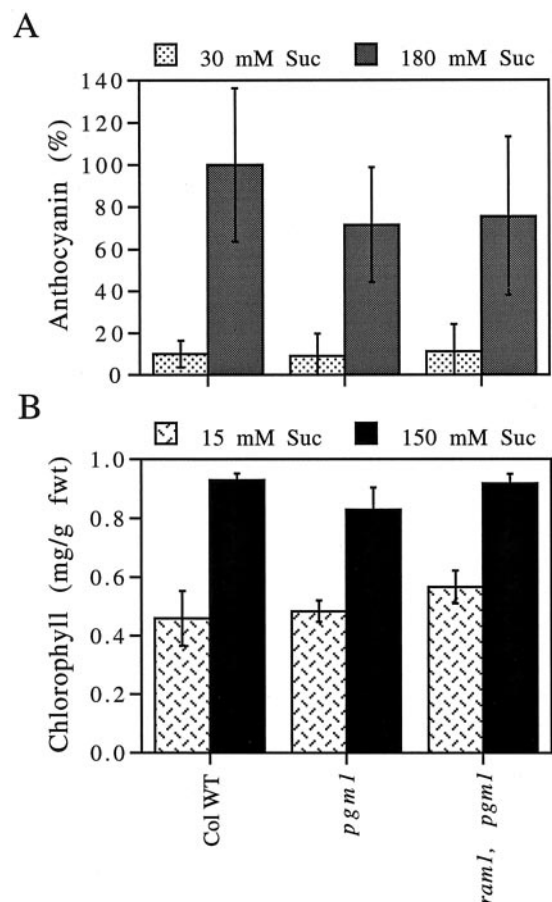 A
30 mM Suc 180 mM Suc
Anthocyanin (%)
140
120
100
80
60
40
20
0
B
15 mM Suc 150 mM Suc
Chlorophyll (mg/g fwt)
1.0
0.8
0.6
0.4
0.2
0.0
Col WT
pgm1
ram1, pgm1